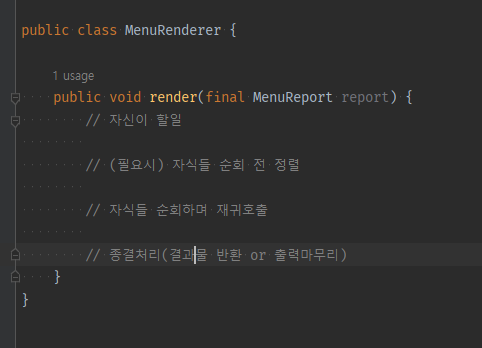 public class MenuRenderer {
1 usage
public void render(final MenuReport report) {
// 자신이 할일
// (필요시) 자식들 순회 전 정렬
// 자식들 순회하며 재귀호출
// 종결처리(결과물 반환 or 출력마무리)
}
}